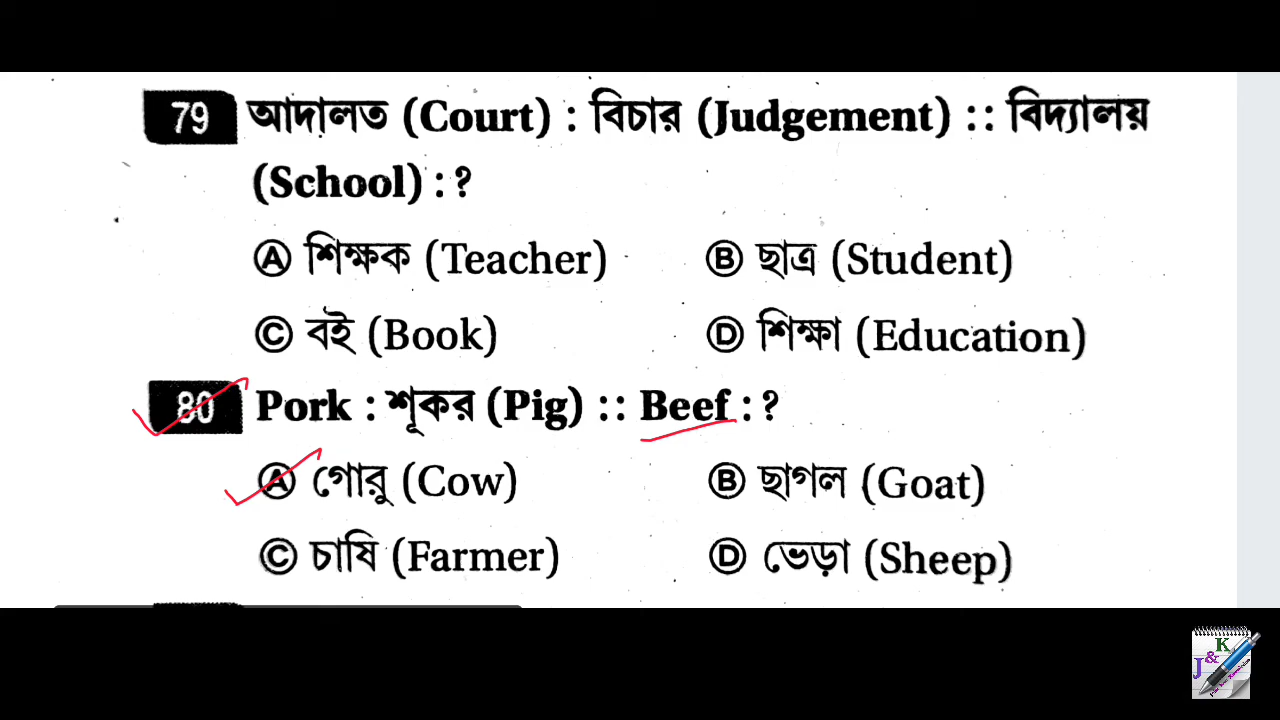 79 আদালত (Court) : বিচার (Judgement) : : বিদ্যালয়
(School) : ?
Ⓐ শিক্ষক (Teacher) Ⓑ ছাত্র (Student)
Ⓒ বই (Book) Ⓓ শিক্ষা (Education)
80 Pork : শূকর (Pig) : : Beef : ?
Ⓐ গোরু (Cow) Ⓑ ছাগল (Goat)
Ⓒ চাষি (Farmer) Ⓓ ভেড়া (Sheep)
J&K